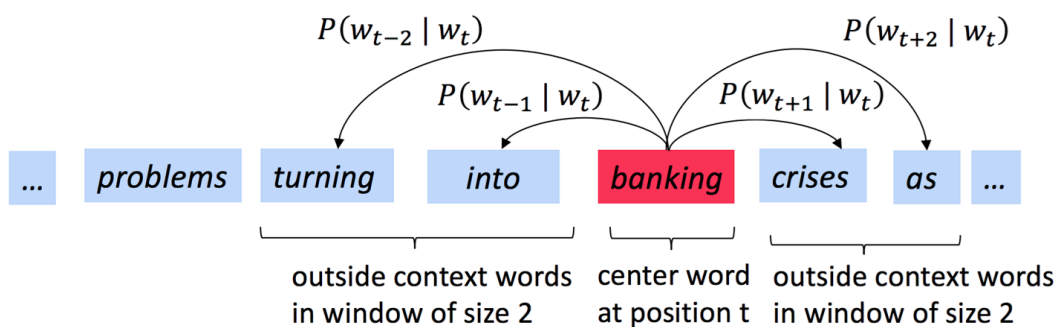 P(w_{t−2} | w_t) P(w_{t+2} | w_t)
P(w_{t−1} | w_t) P(w_{t+1} | w_t)
... problems turning into banking crises as ...
outside context words center word outside context words
in window of size 2 at position t in window of size 2